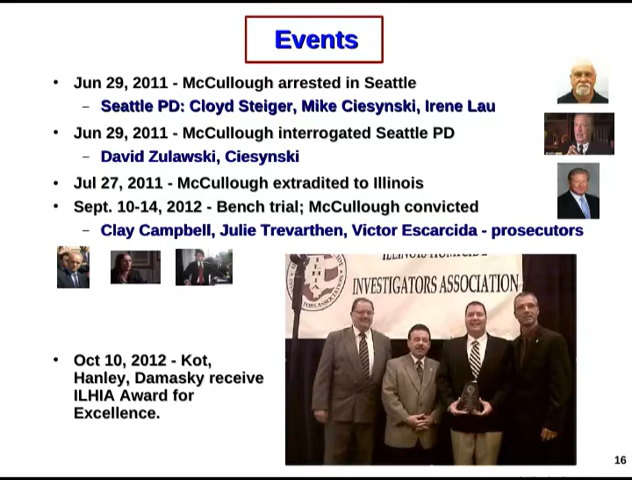 Events
• Jun 29, 2011 - McCullough arrested in Seattle
– Seattle PD: Cloyd Steiger, Mike Ciesynski, Irene Lau
• Jun 29, 2011 - McCullough interrogated Seattle PD
– David Zulawski, Ciesynski
• Jul 27, 2011 - McCullough extradited to Illinois
• Sept. 10-14, 2012 - Bench trial; McCullough convicted
– Clay Campbell, Julie Trevarthen, Victor Escarcida - prosecutors
ILLINOIS HOMICIDE
INVESTIGATORS ASSOCIATION
ILHIA
• Oct 10, 2012 - Kot,
Hanley, Damasky receive
ILHIA Award for
Excellence.
16